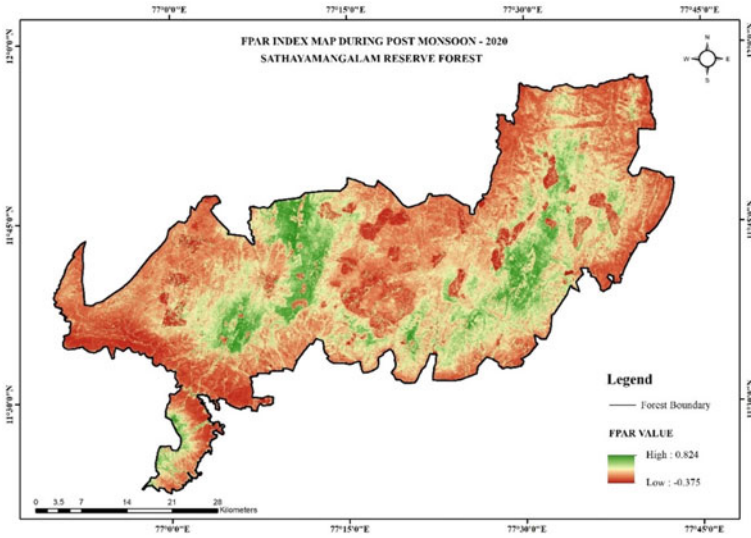 77°0'0"E 77°15'0"E 77°30'0"E 77°45'0"E
FPAR INDEX MAP DURING POST MONSOON - 2020
SATHAYAMANGALAM RESERVE FOREST
N
W E
S
12°0'0"N
11°45'0"N
11°30'0"N
Legend
Forest Boundary
FPAR VALUE
High : 0.824
Low : -0.375
0 3.5 7 14 21 28
Kilometers
77°0'0"E 77°15'0"E 77°30'0"E 77°45'0"E